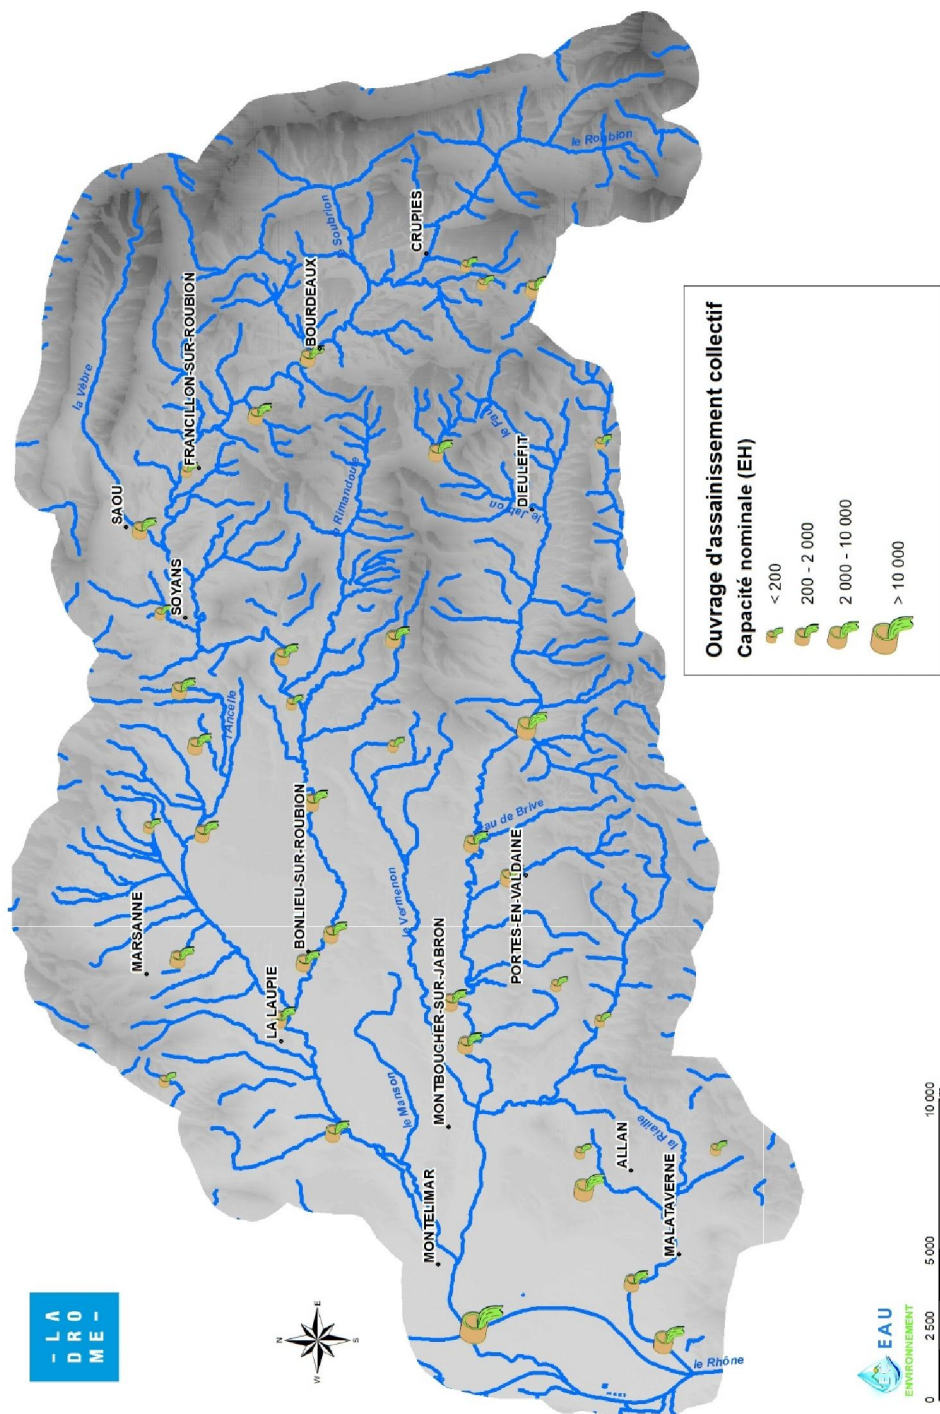 – LA
DRO
ME –
N
W
E
S
la Vèbre
SAOU
FRANCILLON-SUR-ROUBION
SOYANS
BOURDEAUX
le Soubrion
CRUPIES
le Roubion
l'Ancelle
MARSANNE
LA LAUPIE
BONLIEU-SUR-ROUBION
Rimandoule
le Fau
DIEULEFIT
le Jabron
le Vermenon
au de Brive
PORTES-EN-VALDAINE
MONTBOUCHER-SUR-JABRON
le Manson
MONTELIMAR
ALLAN
la Riaille
MALATAVERNE
le Rhône
Ouvrage d'assainissement collectif
Capacité nominale (EH)
< 200
200 - 2 000
2 000 - 10 000
> 10 000
EAU
ENVIRONNEMENT
0
2 500
5 000
10 000